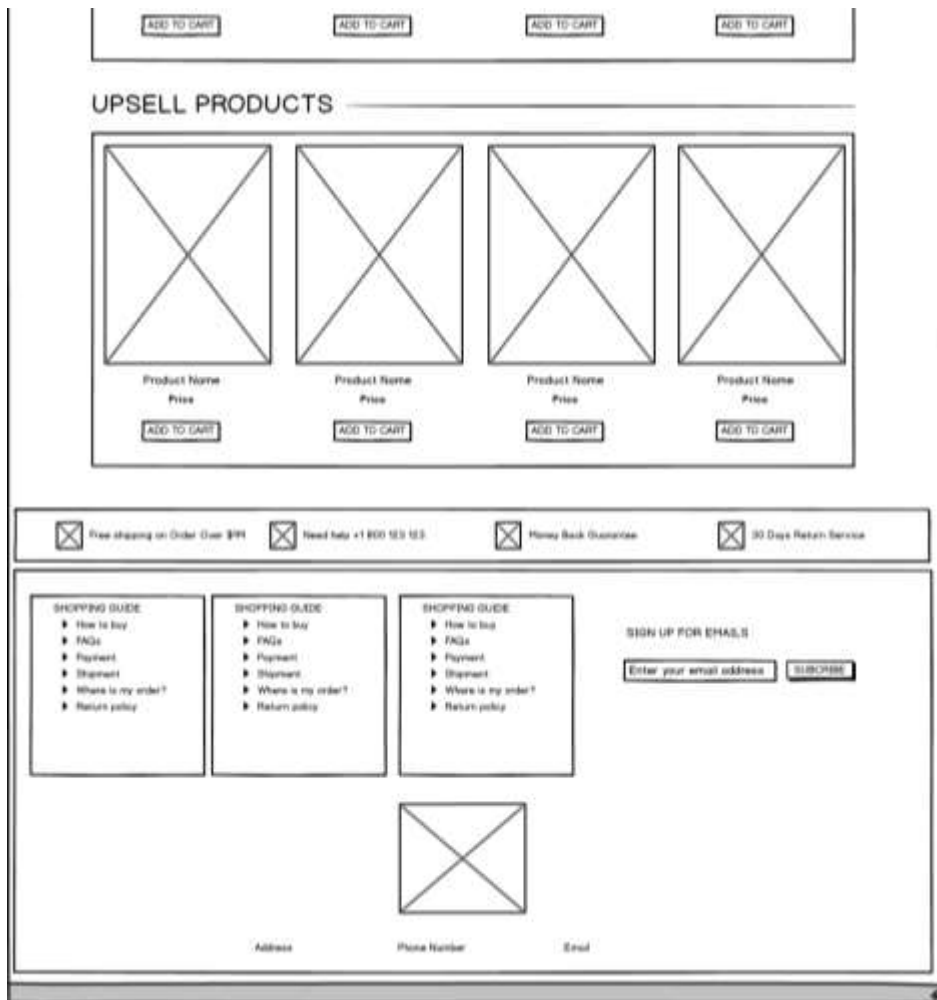 ADD TO CART ADD TO CART ADD TO CART ADD TO CART
UPSELL PRODUCTS
Product Name Product Name Product Name Product Name
Price Price Price Price
ADD TO CART ADD TO CART ADD TO CART ADD TO CART
Free shipping on Order Over $99 Need help +1 800 123 123 Money Back Guarantee 30 Days Return Service
SHOPPING GUIDE
How to buy
FAQs
Payment
Shipment
Where is my order?
Return policy
SHOPPING GUIDE
How to buy
FAQs
Payment
Shipment
Where is my order?
Return policy
SHOPPING GUIDE
How to buy
FAQs
Payment
Shipment
Where is my order?
Return policy
SIGN UP FOR EMAILS
Enter your email address SUBCRIBE
Address Phone Number Email